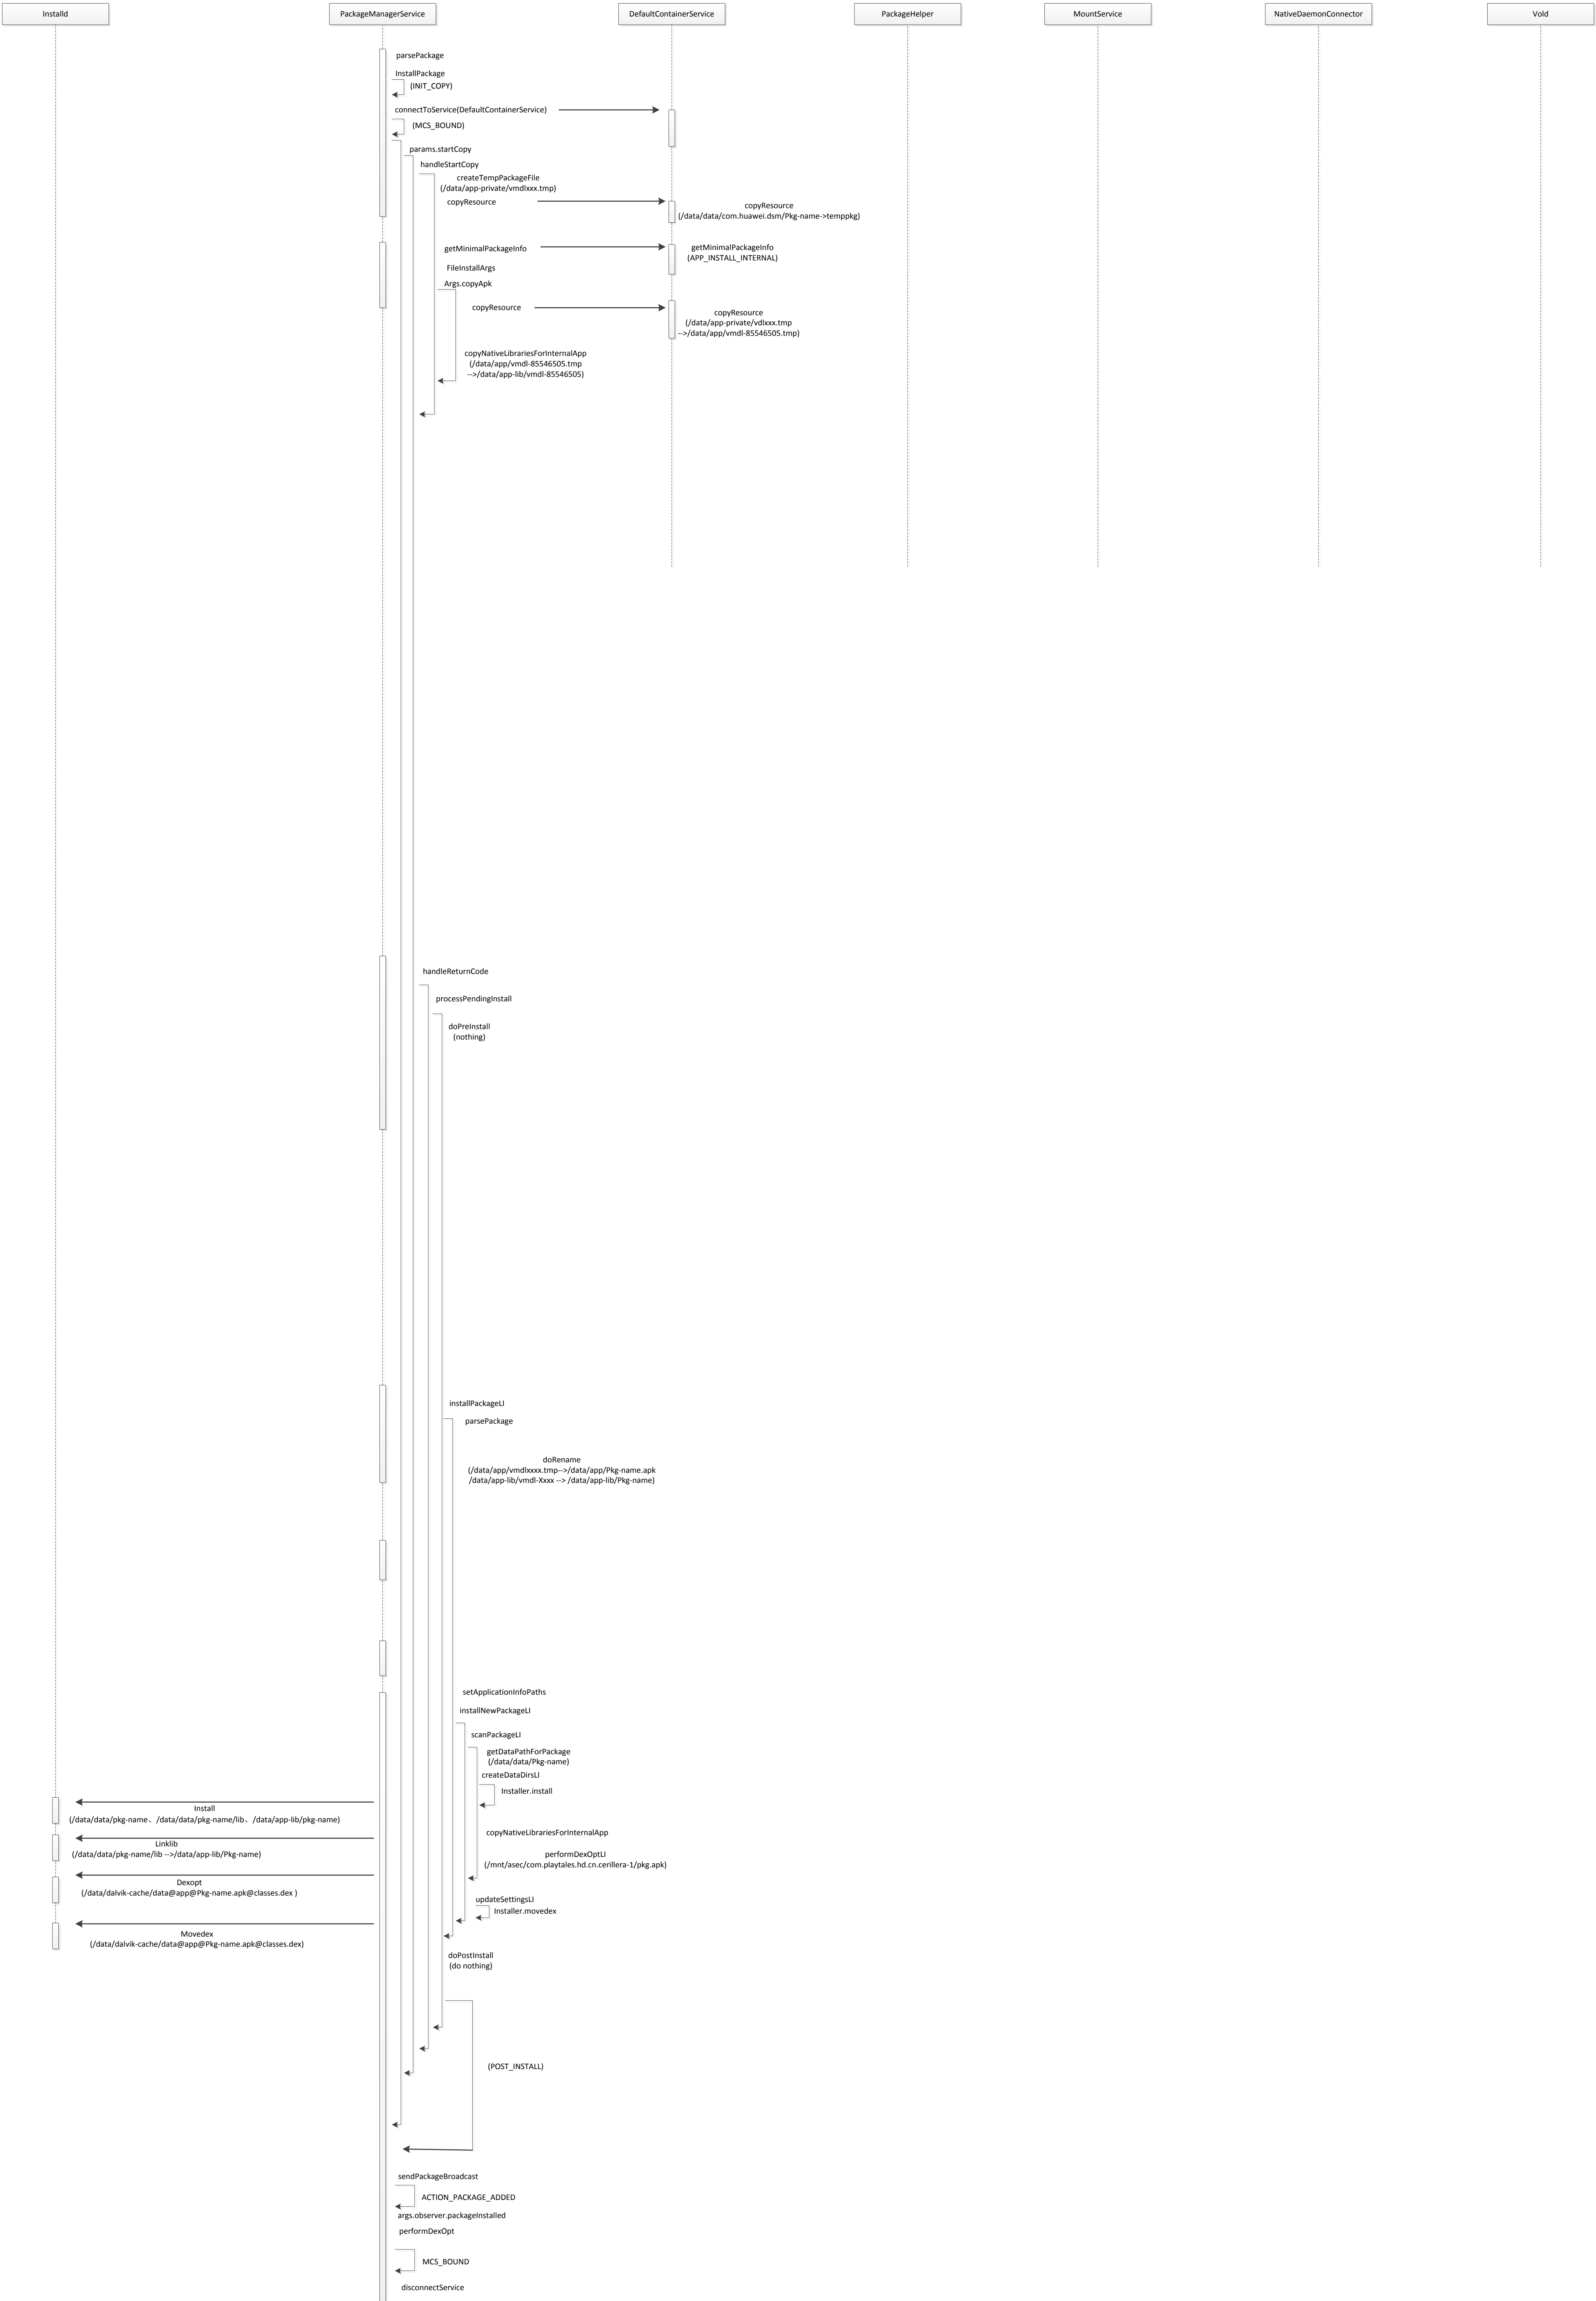 Installd
PackageManagerService
DefaultContainerService
PackageHelper
MountService
NativeDaemonConnector
Vold
parsePackage
InstallPackage
(INIT_COPY)
connectToService(DefaultContainerService)
(MCS_BOUND)
params.startCopy
handleStartCopy
createTempPackageFile
(/data/app-private/vmdlxxx.tmp)
copyResource
copyResource
(/data/data/com.huawei.dsm/Pkg-name->temppkg)
getMinimalPackageInfo
getMinimalPackageInfo
(APP_INSTALL_INTERNAL)
FileInstallArgs
Args.copyApk
copyResource
copyResource
(/data/app-private/vdlxxx.tmp
-->/data/app/vmdl-85546505.tmp)
copyNativeLibrariesForInternalApp
(/data/app/vmdl-85546505.tmp
-->/data/app-lib/vmdl-85546505)
handleReturnCode
processPendingInstall
doPreInstall
(nothing)
installPackageLI
parsePackage
doRename
(/data/app/vmdlxxxx.tmp-->/data/app/Pkg-name.apk
/data/app-lib/vmdl-Xxxx --> /data/app-lib/Pkg-name)
setApplicationInfoPaths
installNewPackageLI
scanPackageLI
getDataPathForPackage
(/data/data/Pkg-name)
createDataDirsLI
Installer.install
Install
(/data/data/pkg-name、/data/data/pkg-name/lib、/data/app-lib/pkg-name)
copyNativeLibrariesForInternalApp
Linklib
(/data/data/pkg-name/lib -->/data/app-lib/Pkg-name)
performDexOptLI
(/mnt/asec/com.playtales.hd.cn.cerillera-1/pkg.apk)
Dexopt
(/data/dalvik-cache/data@app@Pkg-name.apk@classes.dex )
updateSettingsLI
Installer.movedex
Movedex
(/data/dalvik-cache/data@app@Pkg-name.apk@classes.dex)
doPostInstall
(do nothing)
(POST_INSTALL)
sendPackageBroadcast
ACTION_PACKAGE_ADDED
args.observer.packageInstalled
performDexOpt
MCS_BOUND
disconnectService